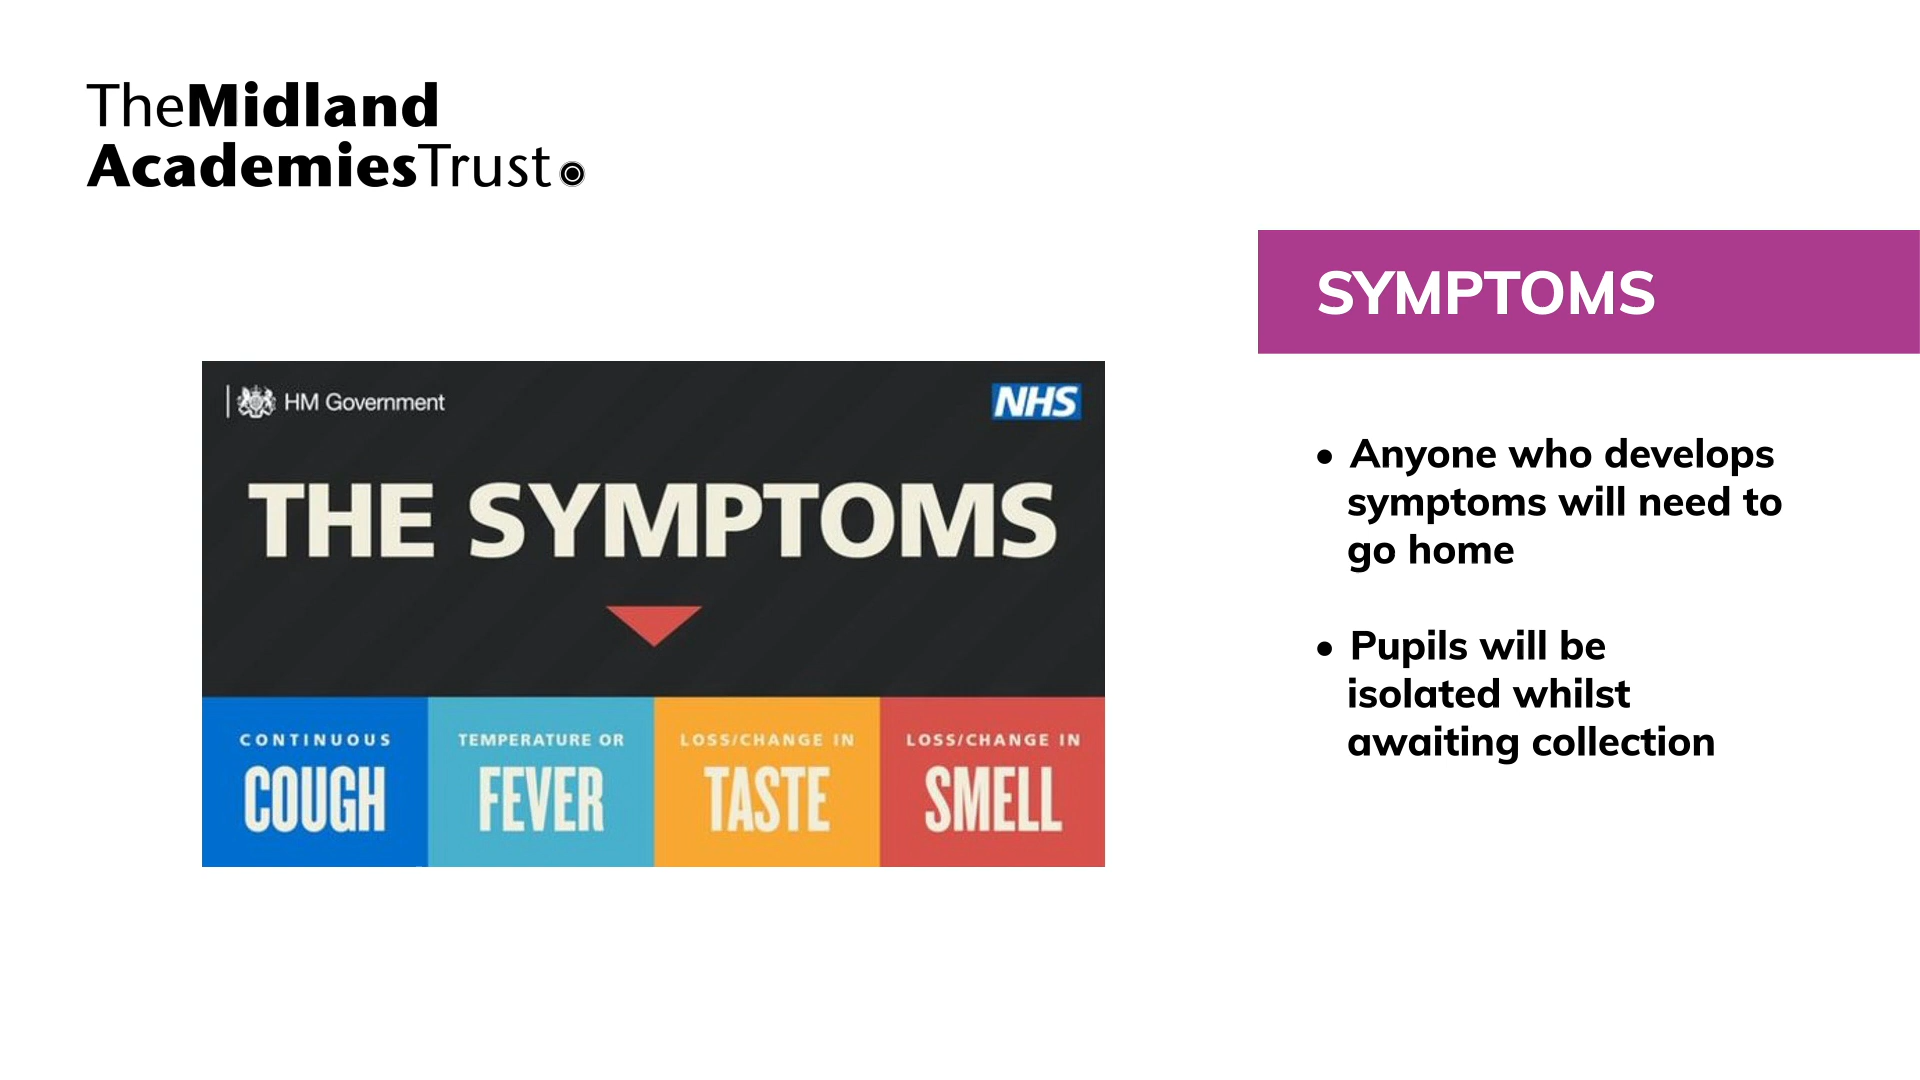 TheMidland
AcademiesTrust
SYMPTOMS
HM Government
NHS
THE SYMPTOMS
CONTINUOUS
COUGH
TEMPERATURE OR
FEVER
LOSS/CHANGE IN
TASTE
LOSS/CHANGE IN
SMELL
• Anyone who develops
symptoms will need to
go home
• Pupils will be
isolated whilst
awaiting collection